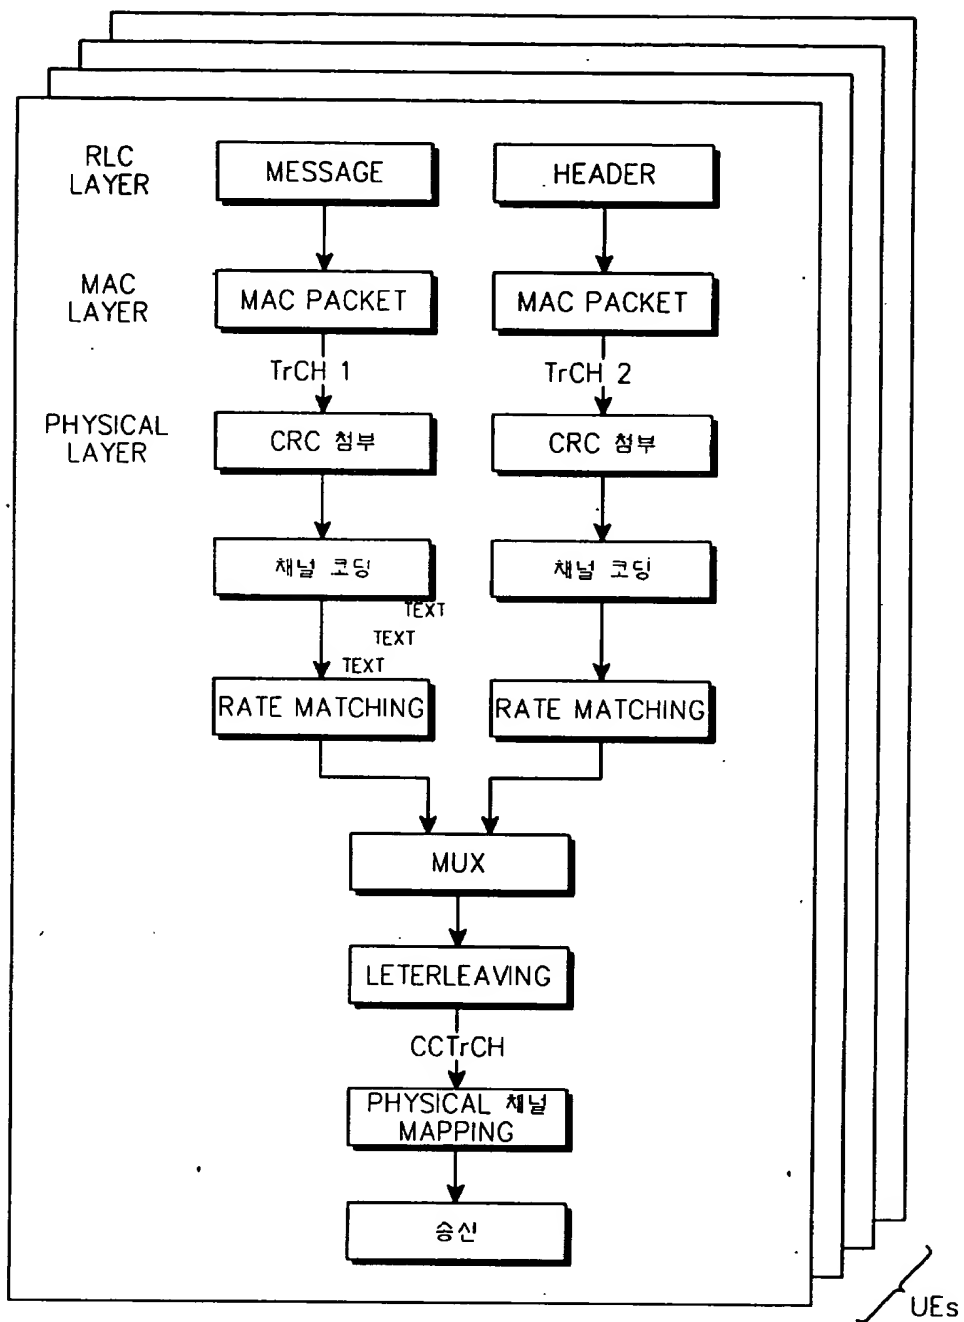 RLC
LAYER
MESSAGE
HEADER
MAC
LAYER
MAC PACKET
MAC PACKET
TrCH 1
TrCH 2
PHYSICAL
LAYER
CRC 첨부
CRC 첨부
채널 코딩
채널 코딩
TEXT
TEXT
TEXT
RATE MATCHING
RATE MATCHING
MUX
LETERLEAVING
CCTrCH
PHYSICAL 채널
MAPPING
송신
UEs